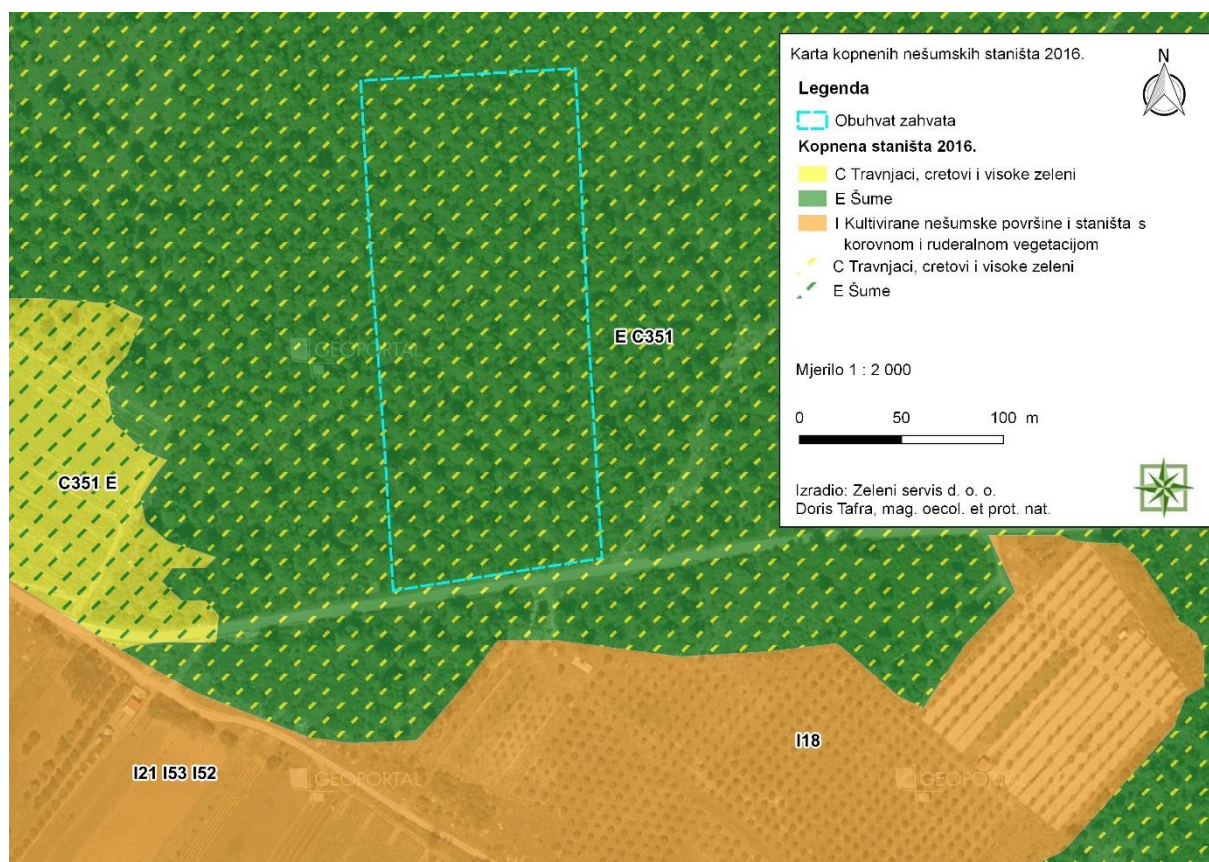 Karta kopnenih nešumskih staništa 2016.
N
Legenda
Obuhvat zahvata
Kopnena staništa 2016.
C Travnjaci, cretovi i visoke zeleni
E Šume
I Kultivirane nešumske površine i staništa s
korovnom i ruderalnom vegetacijom
C Travnjaci, cretovi i visoke zeleni
E Šume
Mjerilo 1 : 2 000
0 50 100 m
Izradio: Zeleni servis d. o. o.
Doris Tafra, mag. oecol. et prot. nat.
E C351
GEOPORTAL
C351 E
I18
I21 I53 I52
GEOPORTAL
GEOPORTAL